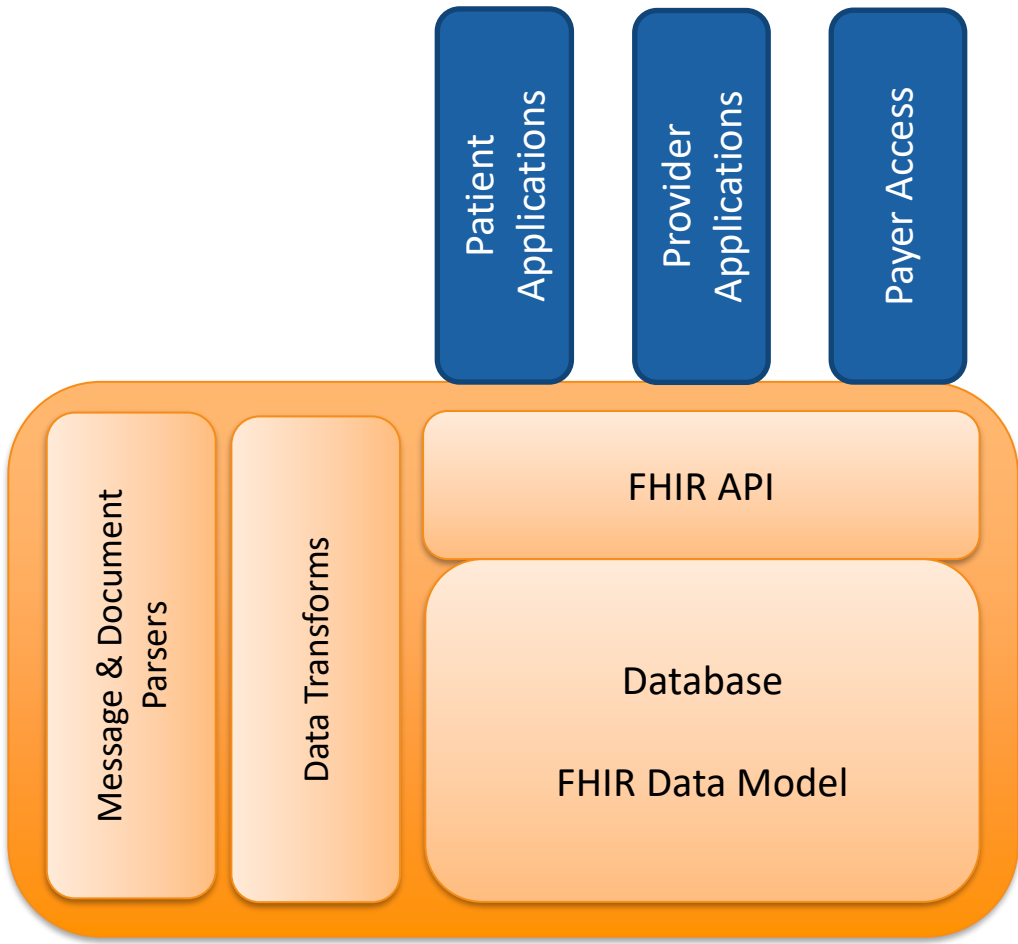 Patient
Applications
Provider
Applications
Payer Access
Message & Document
Parsers
Data Transforms
FHIR API
Database
FHIR Data Model